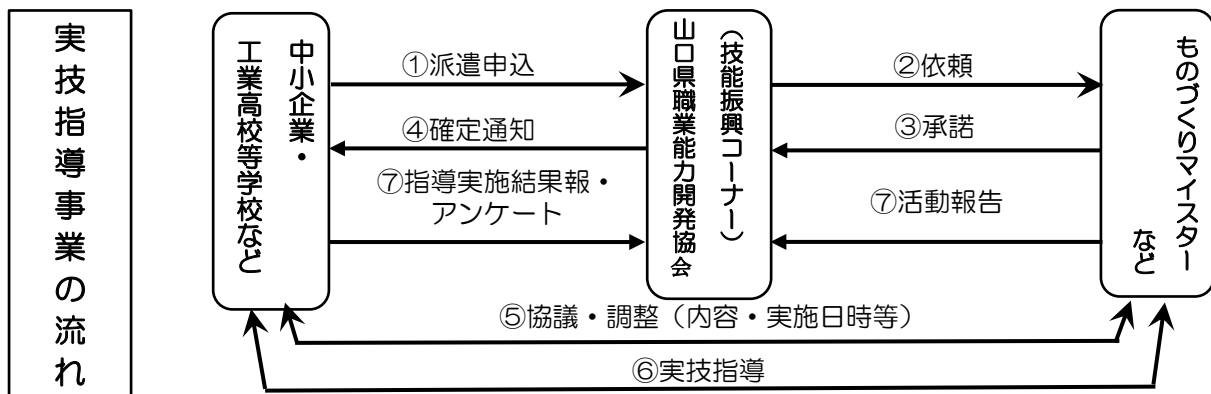 実技指導事業の流れ
中小企業・
工業高校等学校など
①派遣申込
④確定通知
⑦指導実施結果報・
アンケート
(技能振興コーナー)
山口県職業能力開発協会
②依頼
③承諾
⑦活動報告
ものづくりマイスター
など
⑤協議・調整(内容・実施日時等)
⑥実技指導